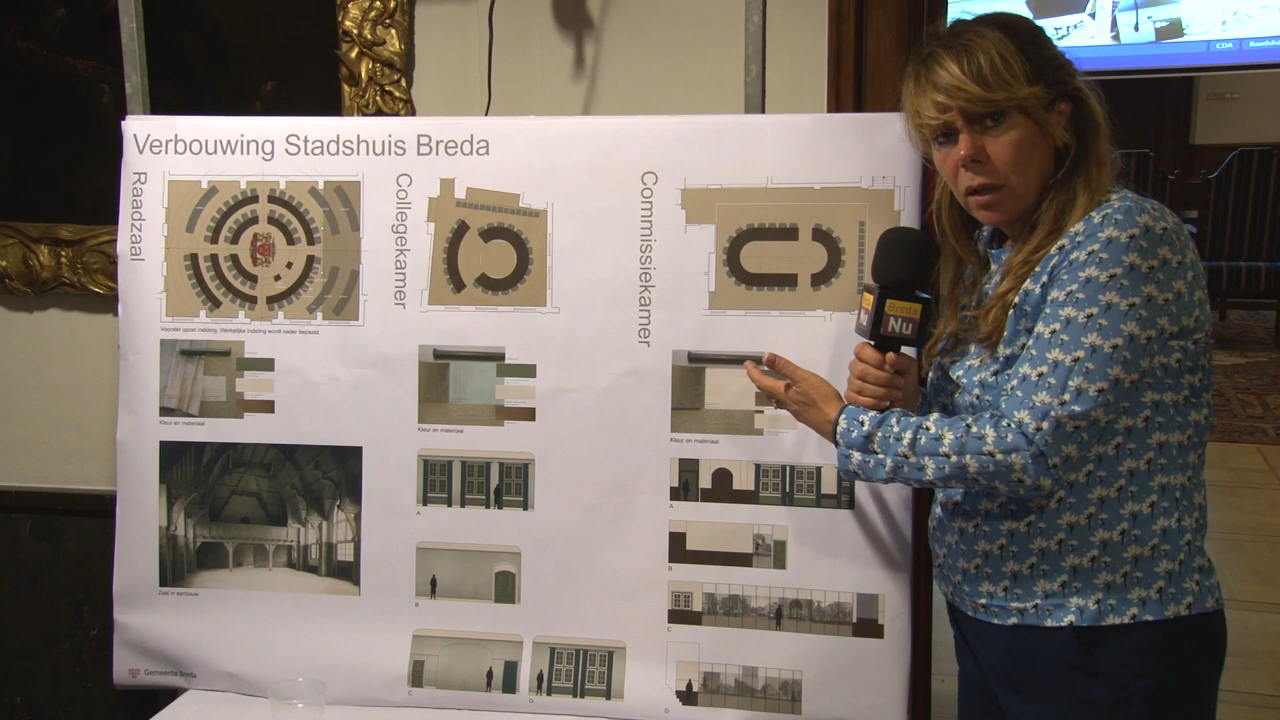 CDA
Verbouwing Stadshuis Breda
Raadzaal
Collegekamer
Commissiekamer
Voorstel opzet indeling. Werkelijke indeling wordt nader bepaald.
Breda
Nu
Kleur en materiaal
Kleur en materiaal
Kleur en materiaal
A
A
B
Zaal in aanbouw
B
C
C
D
D
Gemeente Breda